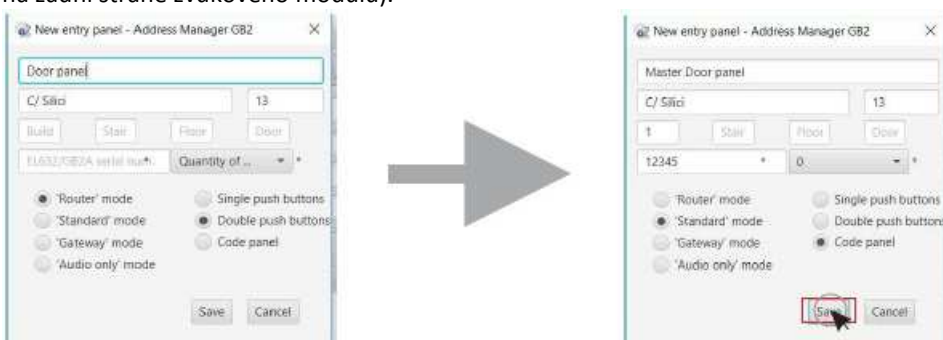 na zadní straně zvukového modulu).
New entry panel - Address Manager GB2
Door panel
C/ Silici 13
Build Stair Floor Door
EL632/GB2A serial num. * Quantity of ... *
'Router' mode Single push buttons
'Standard' mode Double push buttons
'Gateway' mode Code panel
'Audio only' mode
Save Cancel
New entry panel - Address Manager GB2
Master Door panel
C/ Silici 13
1 Stair Floor Door
12345 * 0 *
'Router' mode Single push buttons
'Standard' mode Double push buttons
'Gateway' mode Code panel
'Audio only' mode
Save Cancel